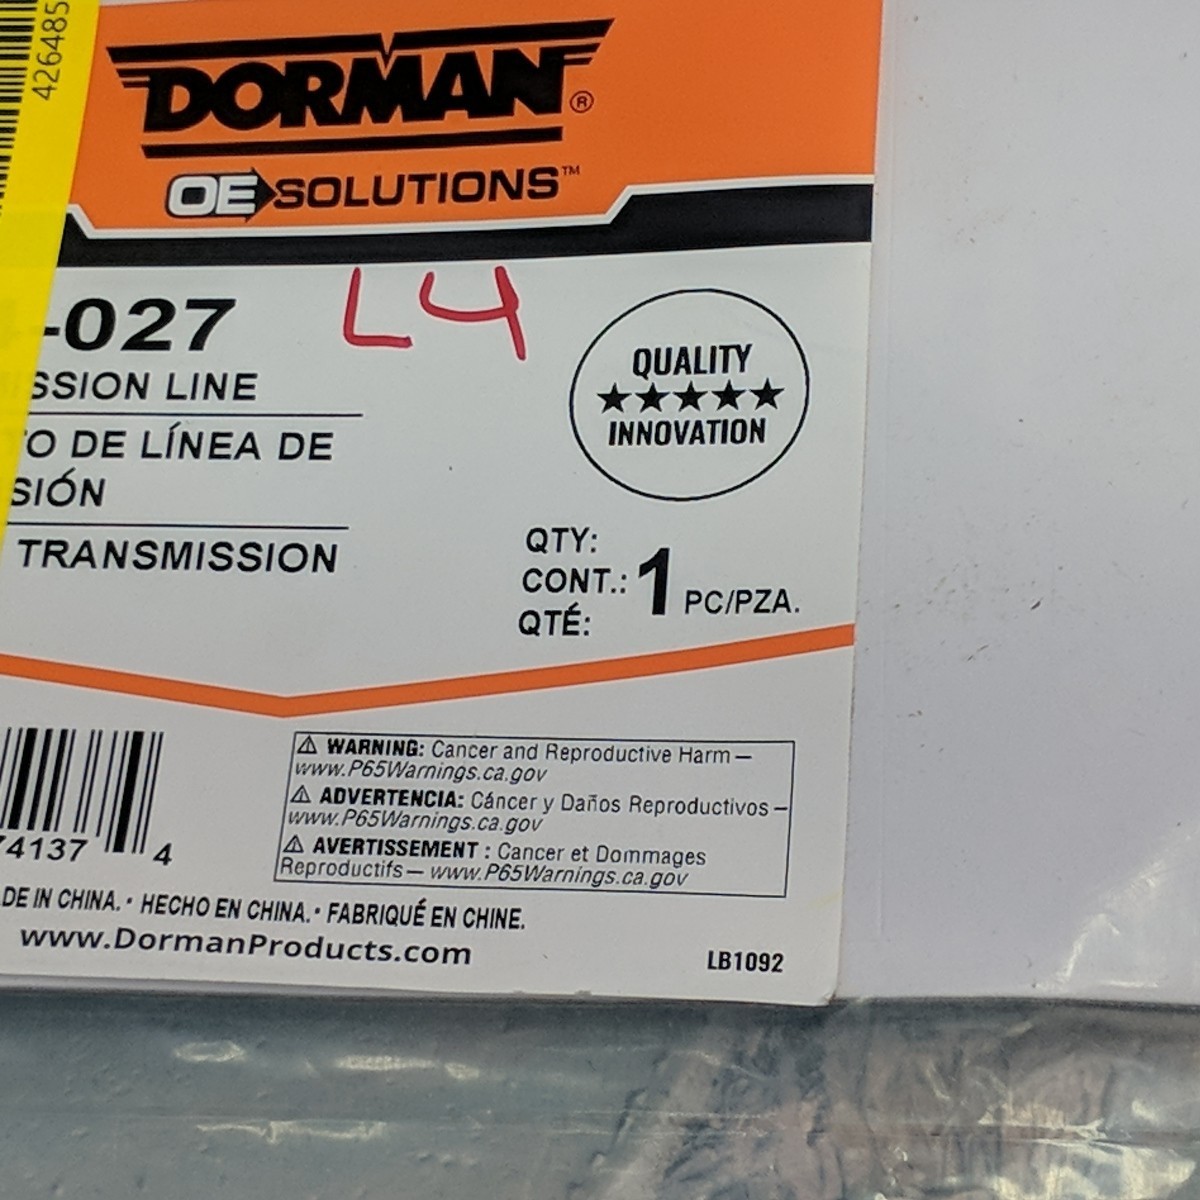 426485
DORMAN®
OE SOLUTIONS™
L4
-027
QUALITY
★★★★★
INNOVATION
SSION LINE
O DE LÍNEA DE
SIÓN
TRANSMISSION
QTY:
CONT.: 1 PC/PZA.
QTÉ:
⚠ WARNING: Cancer and Reproductive Harm —
www.P65Warnings.ca.gov
⚠ ADVERTENCIA: Cáncer y Daños Reproductivos –
www.P65Warnings.ca.gov
⚠ AVERTISSEMENT : Cancer et Dommages
Reproductifs — www.P65Warnings.ca.gov
74137 4
DE IN CHINA. • HECHO EN CHINA. • FABRIQUÉ EN CHINE.
www.DormanProducts.com
LB1092